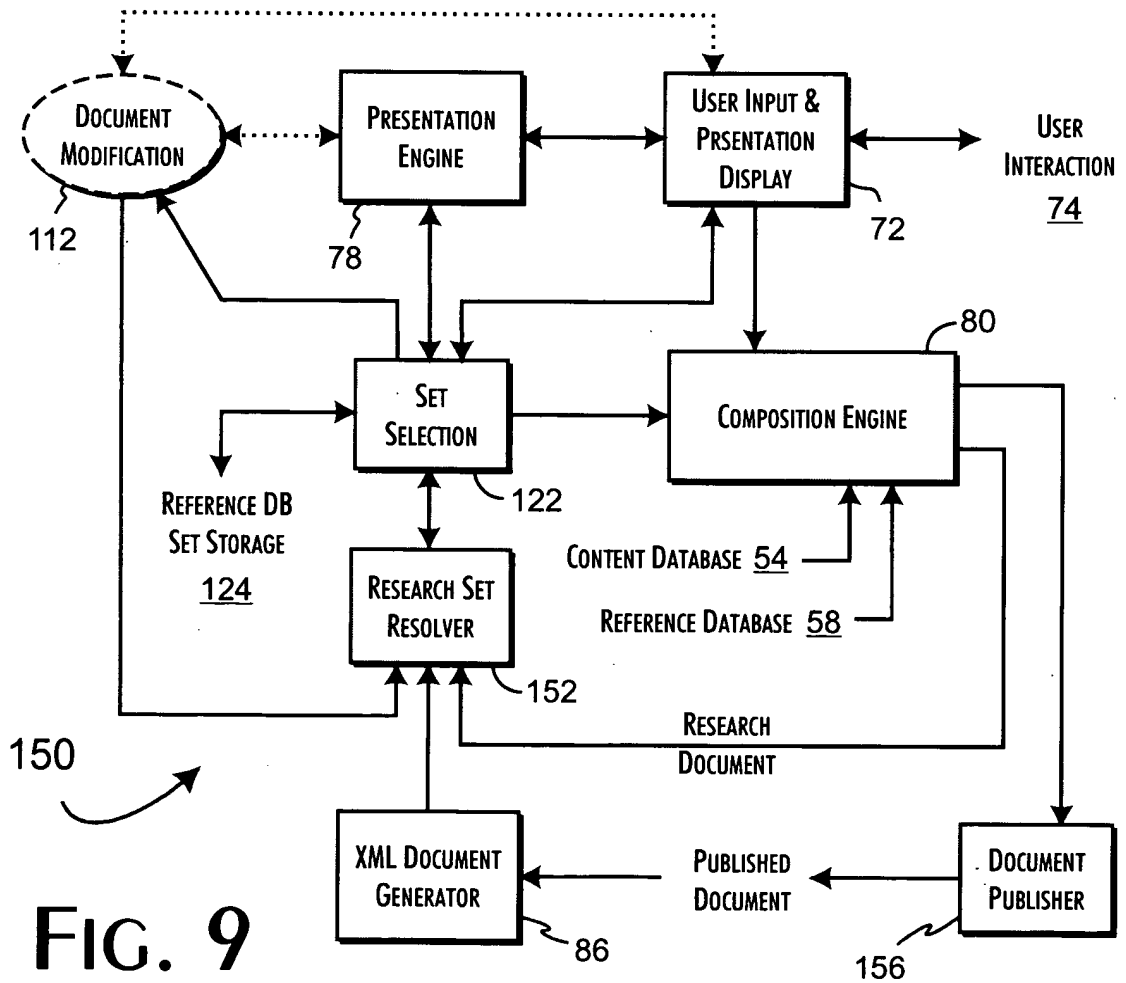 DOCUMENT
MODIFICATION
112
PRESENTATION
ENGINE
78
USER INPUT &
PRSENTATION
DISPLAY
72
USER
INTERACTION
74
80
SET
SELECTION
122
COMPOSITION ENGINE
REFERENCE DB
SET STORAGE
124
CONTENT DATABASE 54
REFERENCE DATABASE 58
RESEARCH SET
RESOLVER
152
RESEARCH
DOCUMENT
150
XML DOCUMENT
GENERATOR
86
PUBLISHED
DOCUMENT
DOCUMENT
PUBLISHER
156
FIG. 9